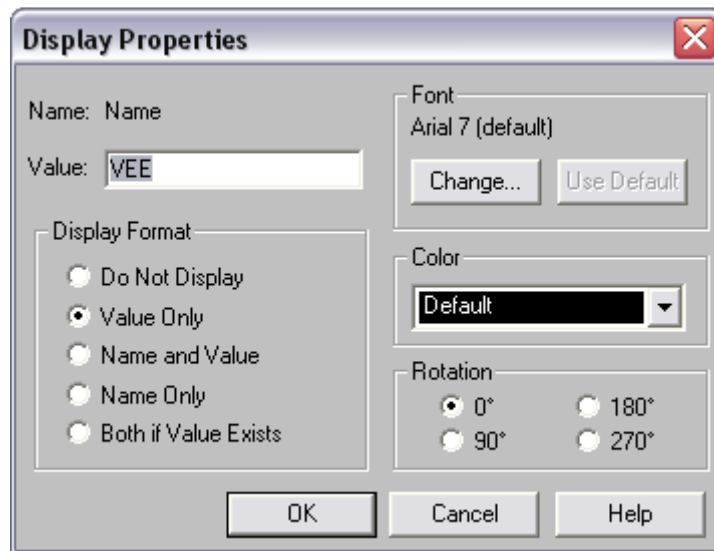 Display Properties
Name: Name
Value: VEE
Display Format
Do Not Display
Value Only
Name and Value
Name Only
Both if Value Exists
Font
Arial 7 (default)
Change... Use Default
Color
Default
Rotation
0° 180°
90° 270°
OK Cancel Help